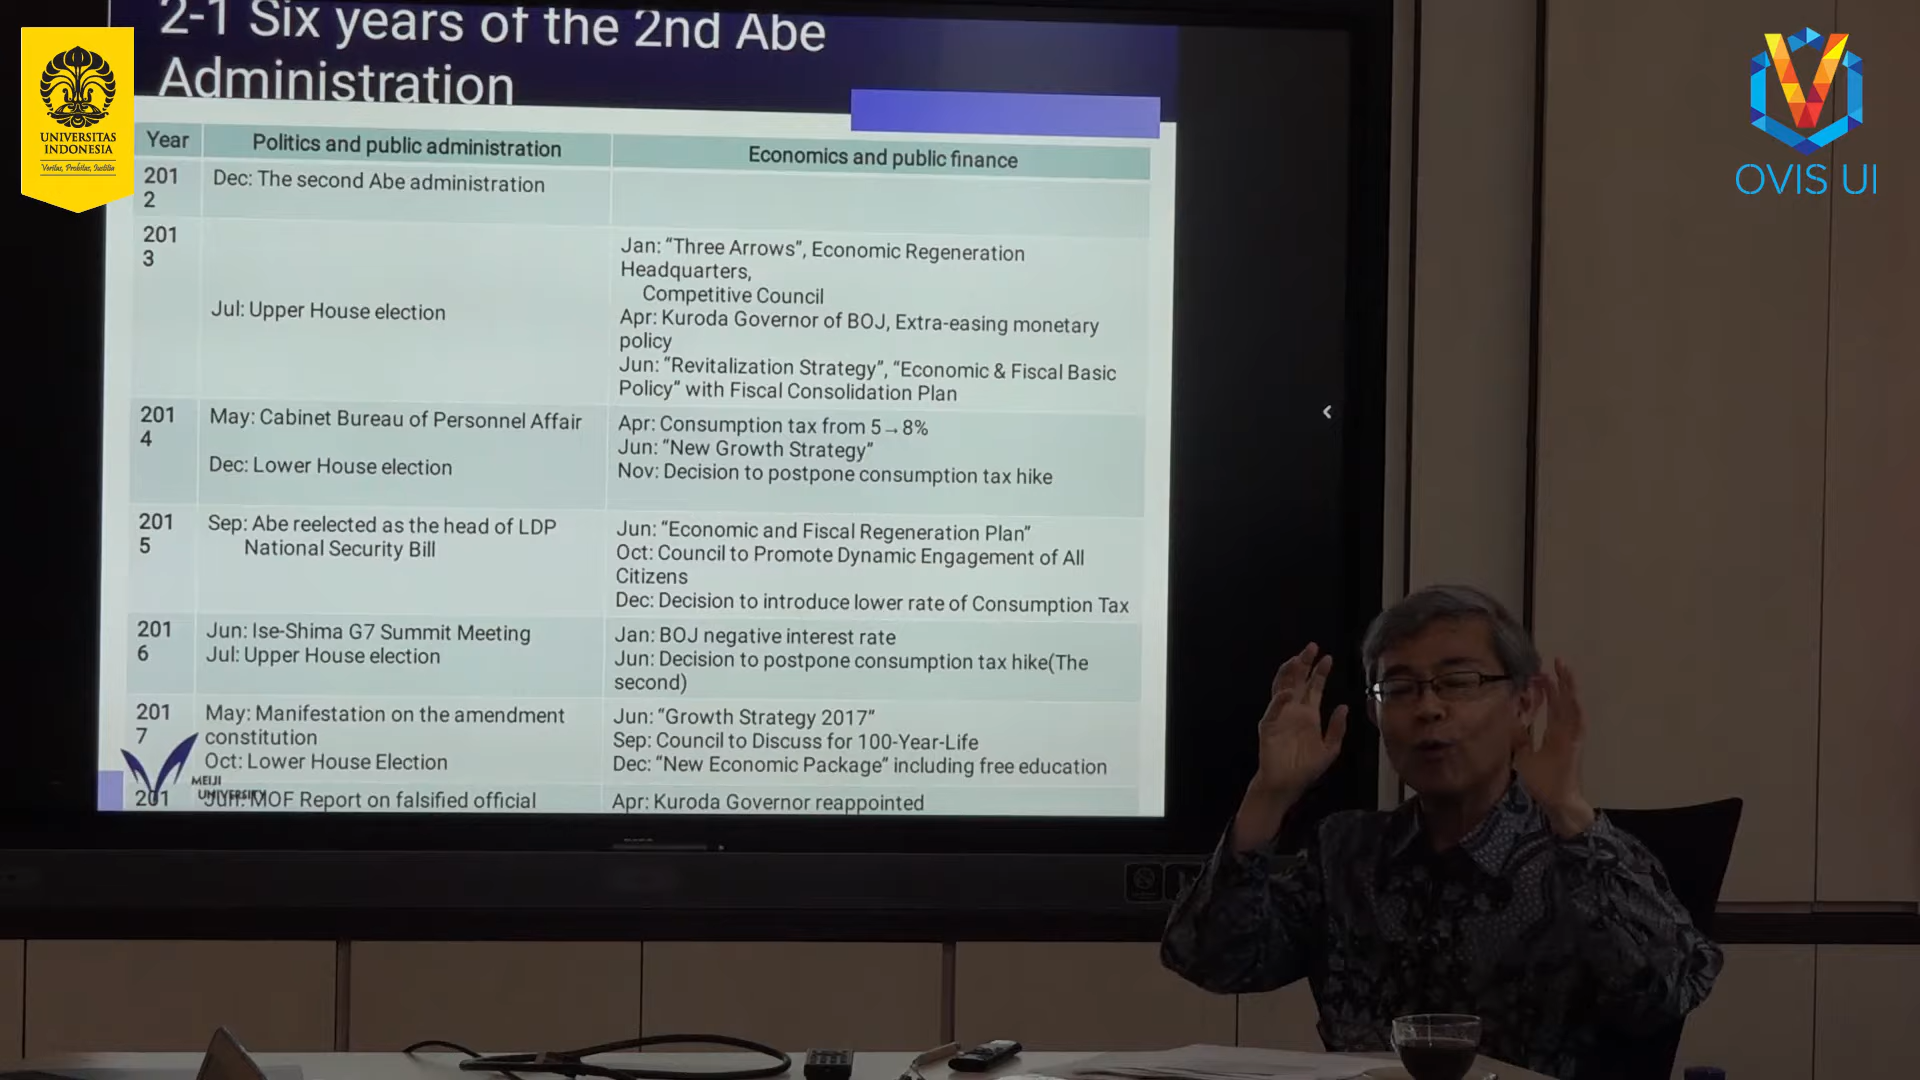 2-1 Six years of the 2nd Abe
Administration
UNIVERSITAS
INDONESIA
Veritas, Probitas, Iustitia
OVIS UI
Year
Politics and public administration
Economics and public finance
201
2
Dec: The second Abe administration
201
3
Jul: Upper House election
Jan: “Three Arrows”, Economic Regeneration
Headquarters,
Competitive Council
Apr: Kuroda Governor of BOJ, Extra-easing monetary
policy
Jun: “Revitalization Strategy”, “Economic & Fiscal Basic
Policy” with Fiscal Consolidation Plan
201
4
May: Cabinet Bureau of Personnel Affair
Dec: Lower House election
Apr: Consumption tax from 5→8%
Jun: “New Growth Strategy”
Nov: Decision to postpone consumption tax hike
201
5
Sep: Abe reelected as the head of LDP
National Security Bill
Jun: “Economic and Fiscal Regeneration Plan”
Oct: Council to Promote Dynamic Engagement of All
Citizens
Dec: Decision to introduce lower rate of Consumption Tax
201
6
Jun: Ise-Shima G7 Summit Meeting
Jul: Upper House election
Jan: BOJ negative interest rate
Jun: Decision to postpone consumption tax hike(The
second)
201
7
May: Manifestation on the amendment
constitution
Oct: Lower House Election
Jun: “Growth Strategy 2017”
Sep: Council to Discuss for 100-Year-Life
Dec: “New Economic Package” including free education
MEIJI
UNIVERSITY
201
Jun: MOF Report on falsified official
Apr: Kuroda Governor reappointed